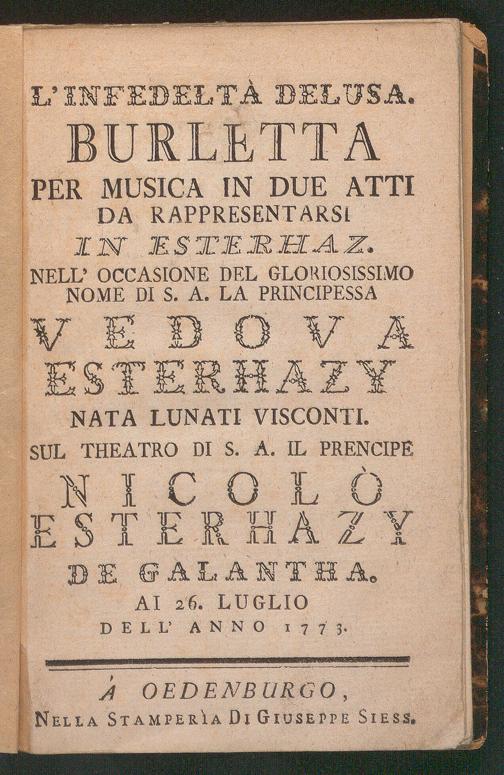 L'INFEDELTÀ DELUSA.
BURLETTA
PER MUSICA IN DUE ATTI
DA RAPPRESENTARSI
IN ESTERHAZ.
NELL' OCCASIONE DEL GLORIOSISSIMO
NOME DI S. A. LA PRINCIPESSA
VEDOVA
ESTERHAZY
NATA LUNATI VISCONTI.
SUL THEATRO DI S. A. IL PRENCIPE
NICOLÒ
ESTERHAZY
DE GALANTHA.
AI 26. LUGLIO
DELL' ANNO 1773.
Á OEDENBURGO,
NELLA STAMPERÌA DI GIUSEPPE SIESS.